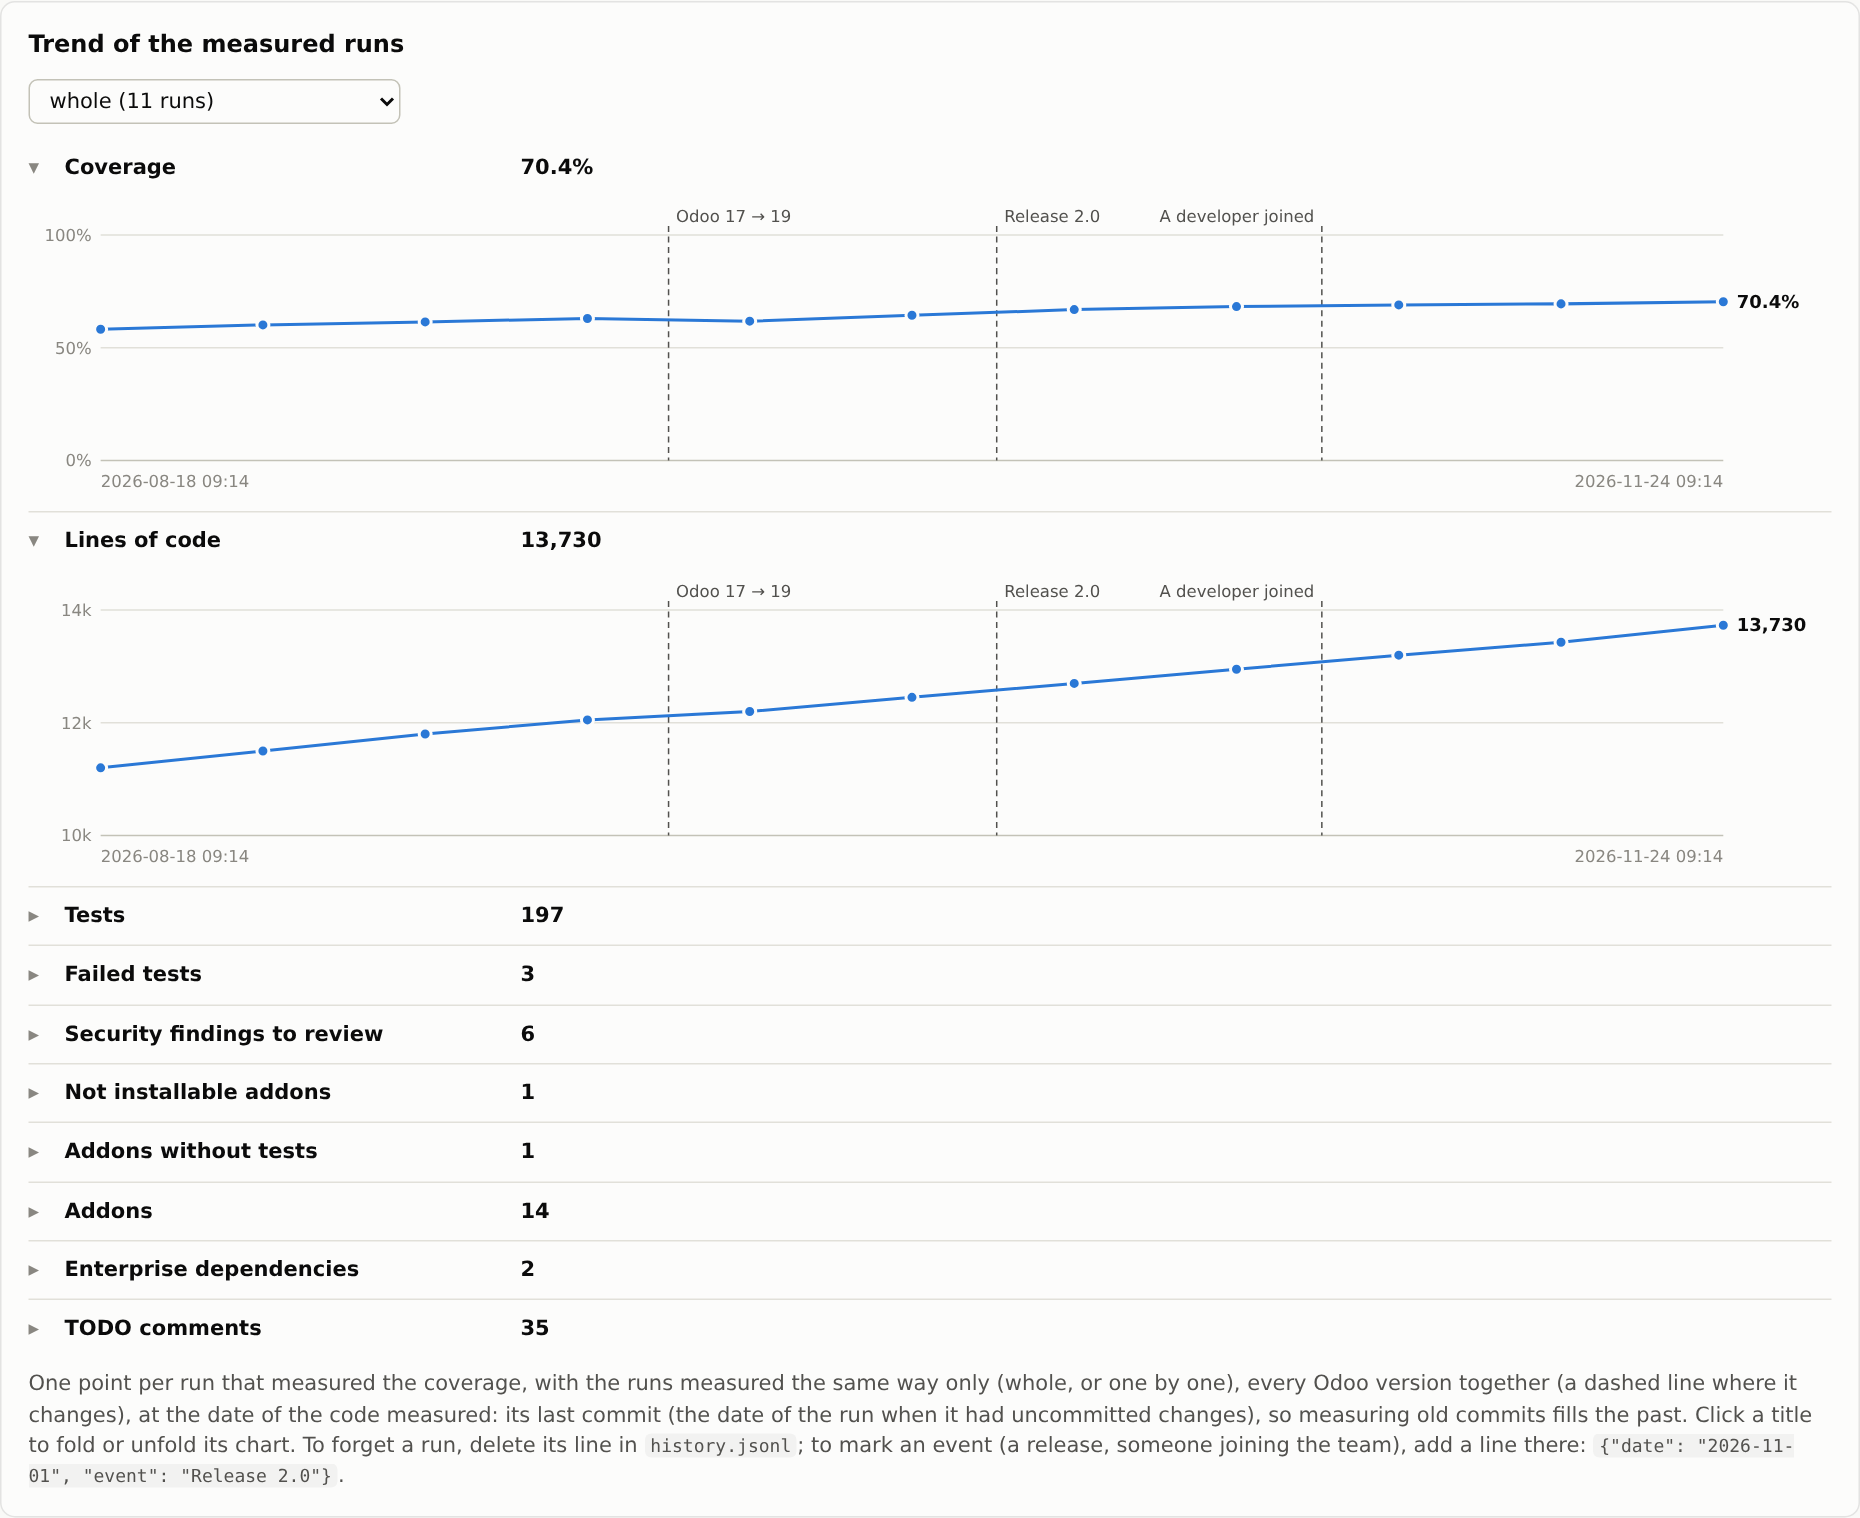 Trend of the measured runs
whole (11 runs)
▼ Coverage 70.4%
Odoo 17 → 19 Release 2.0 A developer joined
100%
70.4%
50%
0%
2026-08-18 09:14 2026-11-24 09:14
▼ Lines of code 13,730
Odoo 17 → 19 Release 2.0 A developer joined
14k
13,730
12k
10k
2026-08-18 09:14 2026-11-24 09:14
▶ Tests 197
▶ Failed tests 3
▶ Security findings to review 6
▶ Not installable addons 1
▶ Addons without tests 1
▶ Addons 14
▶ Enterprise dependencies 2
▶ TODO comments 35
One point per run that measured the coverage, with the runs measured the same way only (whole, or one by one), every Odoo version together (a dashed line where it
changes), at the date of the code measured: its last commit (the date of the run when it had uncommitted changes), so measuring old commits fills the past. Click a title
to fold or unfold its chart. To forget a run, delete its line in history.jsonl; to mark an event (a release, someone joining the team), add a line there: {"date": "2026-11-
01", "event": "Release 2.0"}.